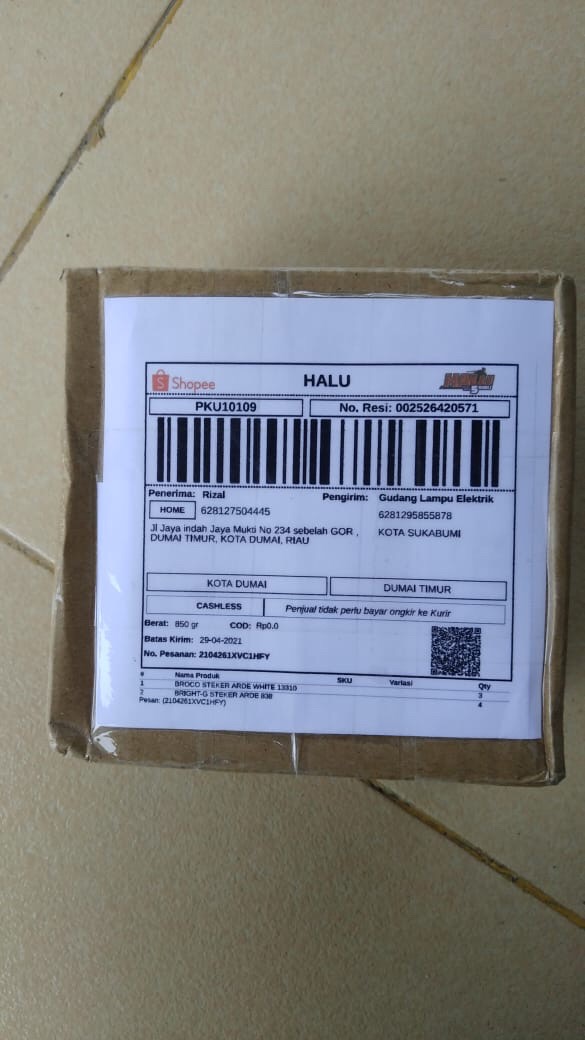 Shopee HALU
PKU10109 No. Resi: 002526420571
Penerima: Rizal Pengirim: Gudang Lampu Elektrik
HOME 628127504445 6281295855878
Jl Jaya indah Jaya Mukti No 234 sebelah GOR , KOTA SUKABUMI
DUMAI TIMUR, KOTA DUMAI, RIAU
KOTA DUMAI DUMAI TIMUR
CASHLESS Penjual tidak perlu bayar ongkir ke Kurir
Berat: 850 gr COD: Rp0.0
Batas Kirim: 29-04-2021
No. Pesanan: 2104261XVC1HFY
# Nama Produk SKU Variasi Qty
1 BROCO STEKER ARDE WHITE 13310 3
2 BRIGHT-G STEKER ARDE 838 4
Pesan: (2104261XVC1HFY)